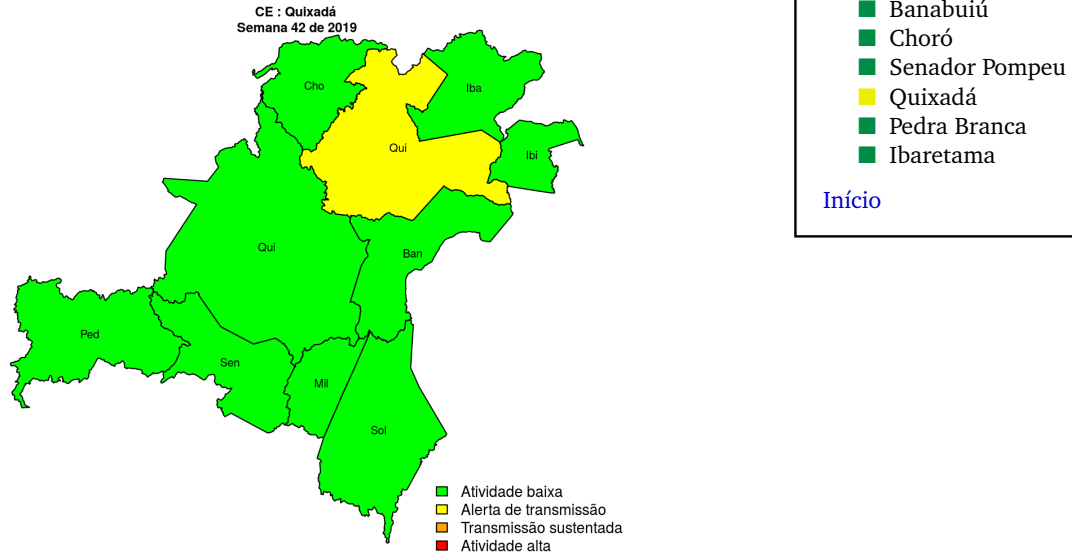 CE : Quixadá
Semana 42 de 2019
Cho
Iba
Qui
Ibi
Qui
Ban
Ped
Sen
Mil
Sol
Atividade baixa
Alerta de transmissão
Transmissão sustentada
Atividade alta
Banabuiú
Choró
Senador Pompeu
Quixadá
Pedra Branca
Ibaretama
Início